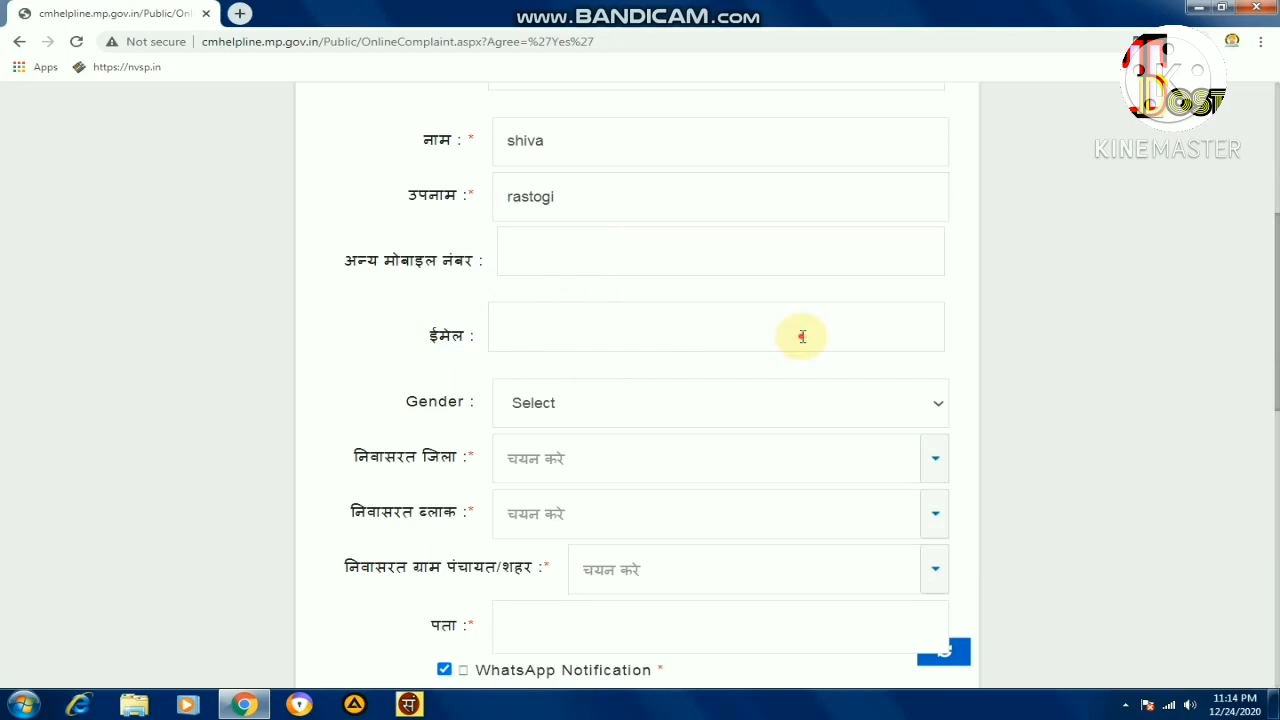 www.BANDICAM.com
cmhelpline.mp.gov.in/Public/Onl
Not secure
cmhelpline.mp.gov.in/Public/OnlineComplaint.aspx?Agree=%27Yes%27
Apps
https://nvsp.in
K
DOST
KINEMASTER
नाम : *
shiva
उपनाम :*
rastogi
अन्य मोबाइल नंबर :
ईमेल :
Gender :
Select
निवासरत जिला :*
चयन करे
निवासरत ब्लाक :*
चयन करे
निवासरत ग्राम पंचायत/शहर :*
चयन करे
पता :*
WhatsApp Notification *
सं
11:14 PM
12/24/2020